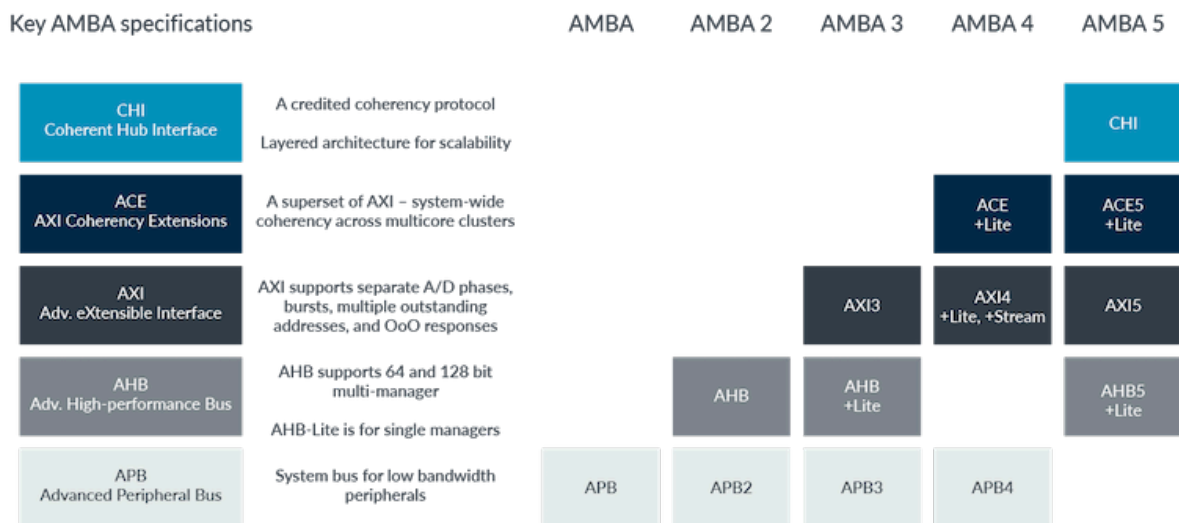 Key AMBA specifications AMBA AMBA 2 AMBA 3 AMBA 4 AMBA 5
CHI
Coherent Hub Interface
A credited coherency protocol
Layered architecture for scalability
CHI
ACE
AXI Coherency Extensions
A superset of AXI – system-wide
coherency across multicore clusters
ACE
+Lite
ACE5
+Lite
AXI
Adv. eXtensible Interface
AXI supports separate A/D phases,
bursts, multiple outstanding
addresses, and OoO responses
AXI3
AXI4
+Lite, +Stream
AXI5
AHB
Adv. High-performance Bus
AHB supports 64 and 128 bit
multi-manager
AHB-Lite is for single managers
AHB
AHB
+Lite
AHB5
+Lite
APB
Advanced Peripheral Bus
System bus for low bandwidth
peripherals
APB
APB2
APB3
APB4